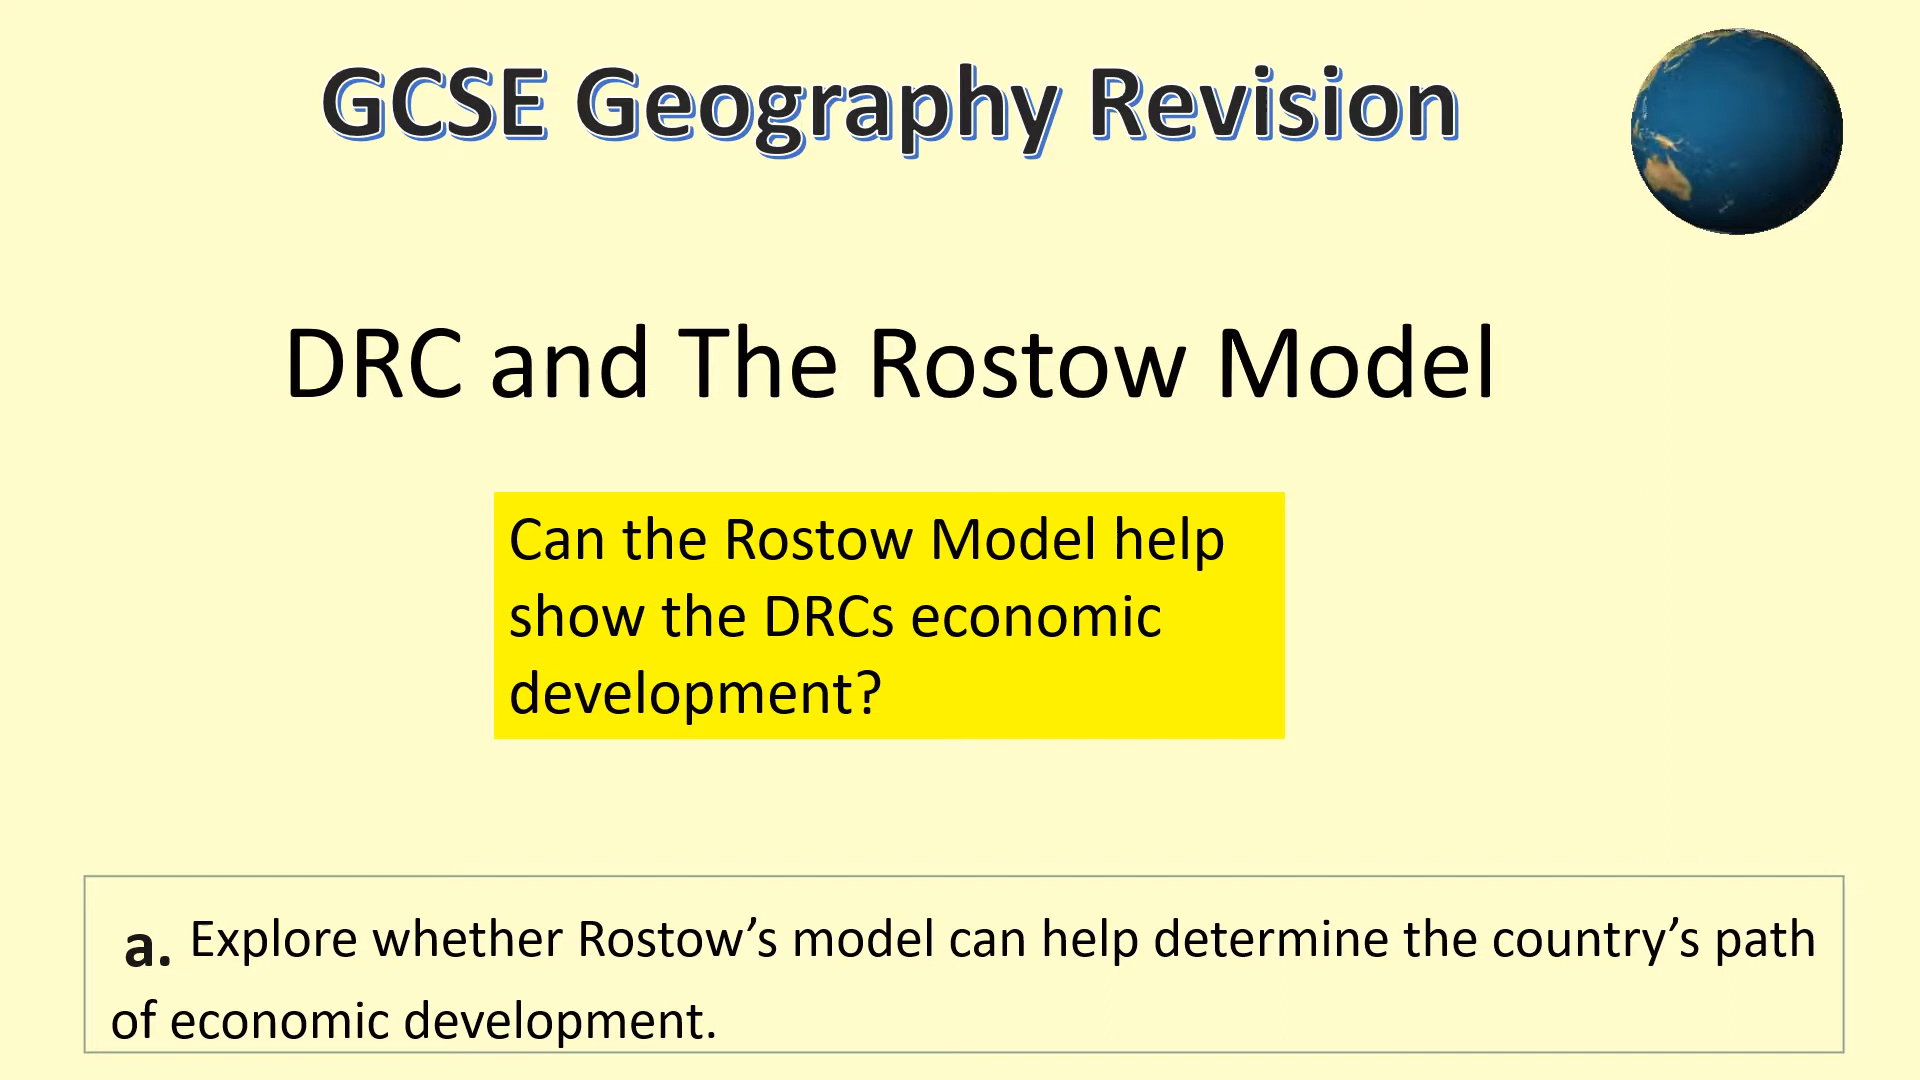 GCSE Geography Revision
DRC and The Rostow Model
Can the Rostow Model help
show the DRCs economic
development?
a. Explore whether Rostow’s model can help determine the country’s path
of economic development.